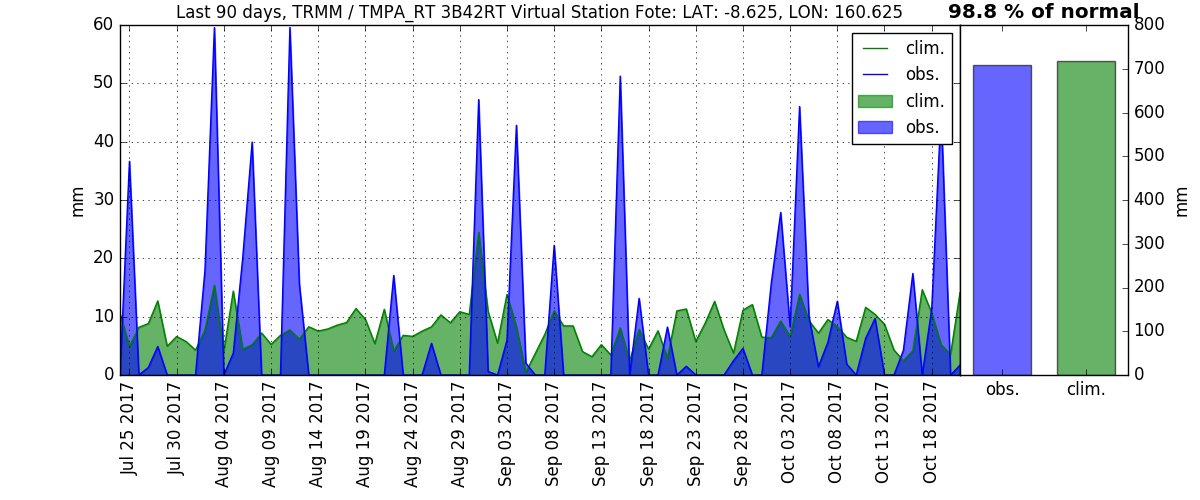 Last 90 days, TRMM / TMPA_RT 3B42RT Virtual Station Fote: LAT: -8.625, LON: 160.625
98.8 % of normal
60
50
40
30
20
10
0
mm
clim.
obs.
clim.
obs.
800
700
600
500
400
300
200
100
0
mm
obs.
clim.
Jul 25 2017
Jul 30 2017
Aug 04 2017
Aug 09 2017
Aug 14 2017
Aug 19 2017
Aug 24 2017
Aug 29 2017
Sep 03 2017
Sep 08 2017
Sep 13 2017
Sep 18 2017
Sep 23 2017
Sep 28 2017
Oct 03 2017
Oct 08 2017
Oct 13 2017
Oct 18 2017